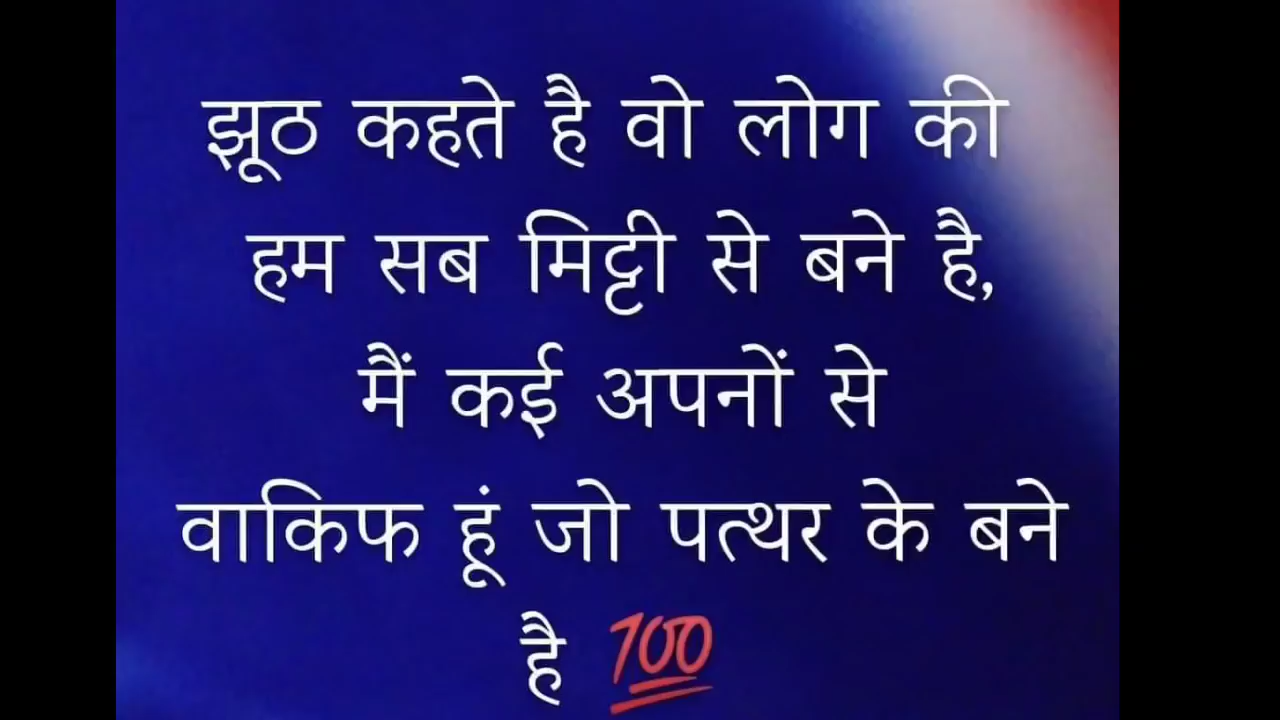 झूठ कहते है वो लोग की
हम सब मिट्टी से बने है,
मैं कई अपनों से
वाकिफ हूं जो पत्थर के बने
है 💯